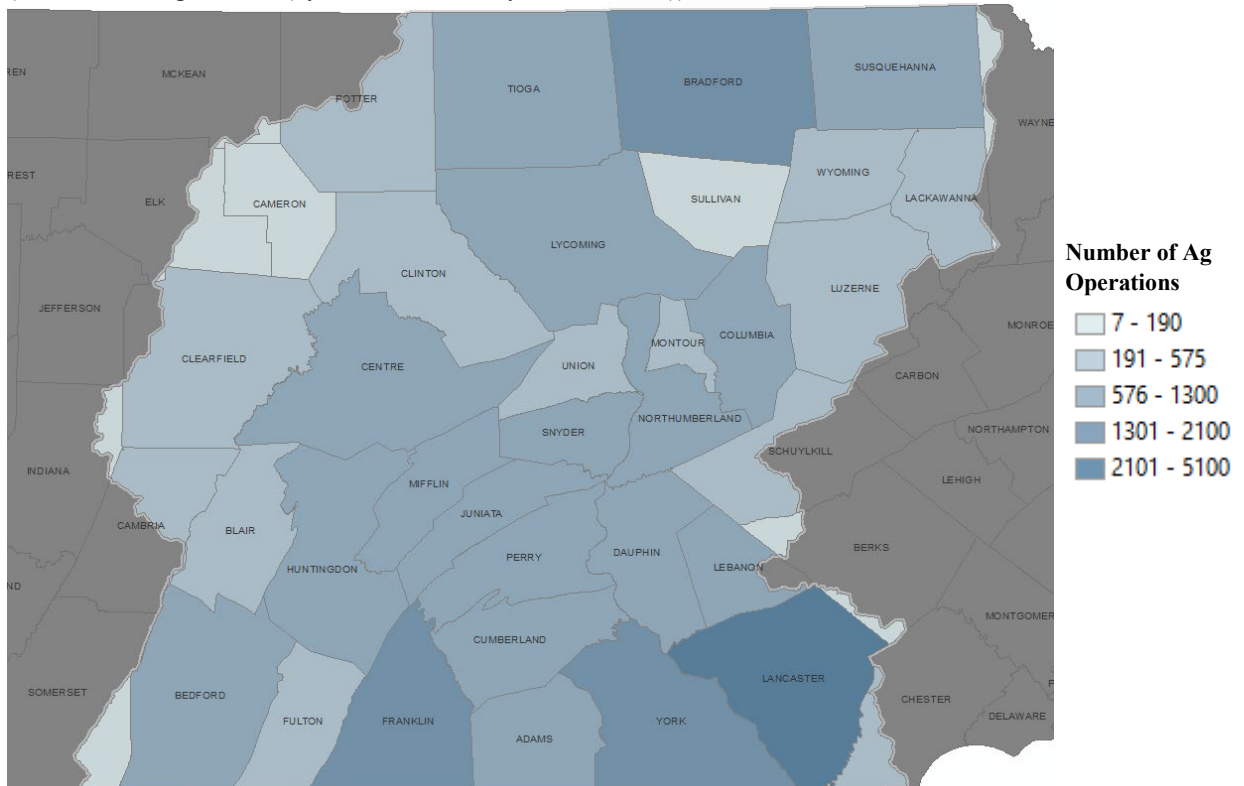 REN
MCKEAN
POTTER
TIOGA
BRADFORD
SUSQUEHANNA
WAYNE
REST
ELK
CAMERON
SULLIVAN
WYOMING
LACKAWANNA
LYCOMING
CLINTON
LUZERNE
JEFFERSON
MONROE
CLEARFIELD
CENTRE
UNION
MONTOUR
COLUMBIA
CARBON
SNYDER
NORTHUMBERLAND
NORTHAMPTON
INDIANA
MIFFLIN
SCHUYLKILL
LEHIGH
JUNIATA
CAMBRIA
BLAIR
PERRY
DAUPHIN
BERKS
HUNTINGDON
LEBANON
ND
CUMBERLAND
MONTGOMER
SOMERSET
BEDFORD
FULTON
FRANKLIN
ADAMS
YORK
LANCASTER
CHESTER
DELAWARE
P
Number of Ag
Operations
7 - 190
191 - 575
576 - 1300
1301 - 2100
2101 - 5100